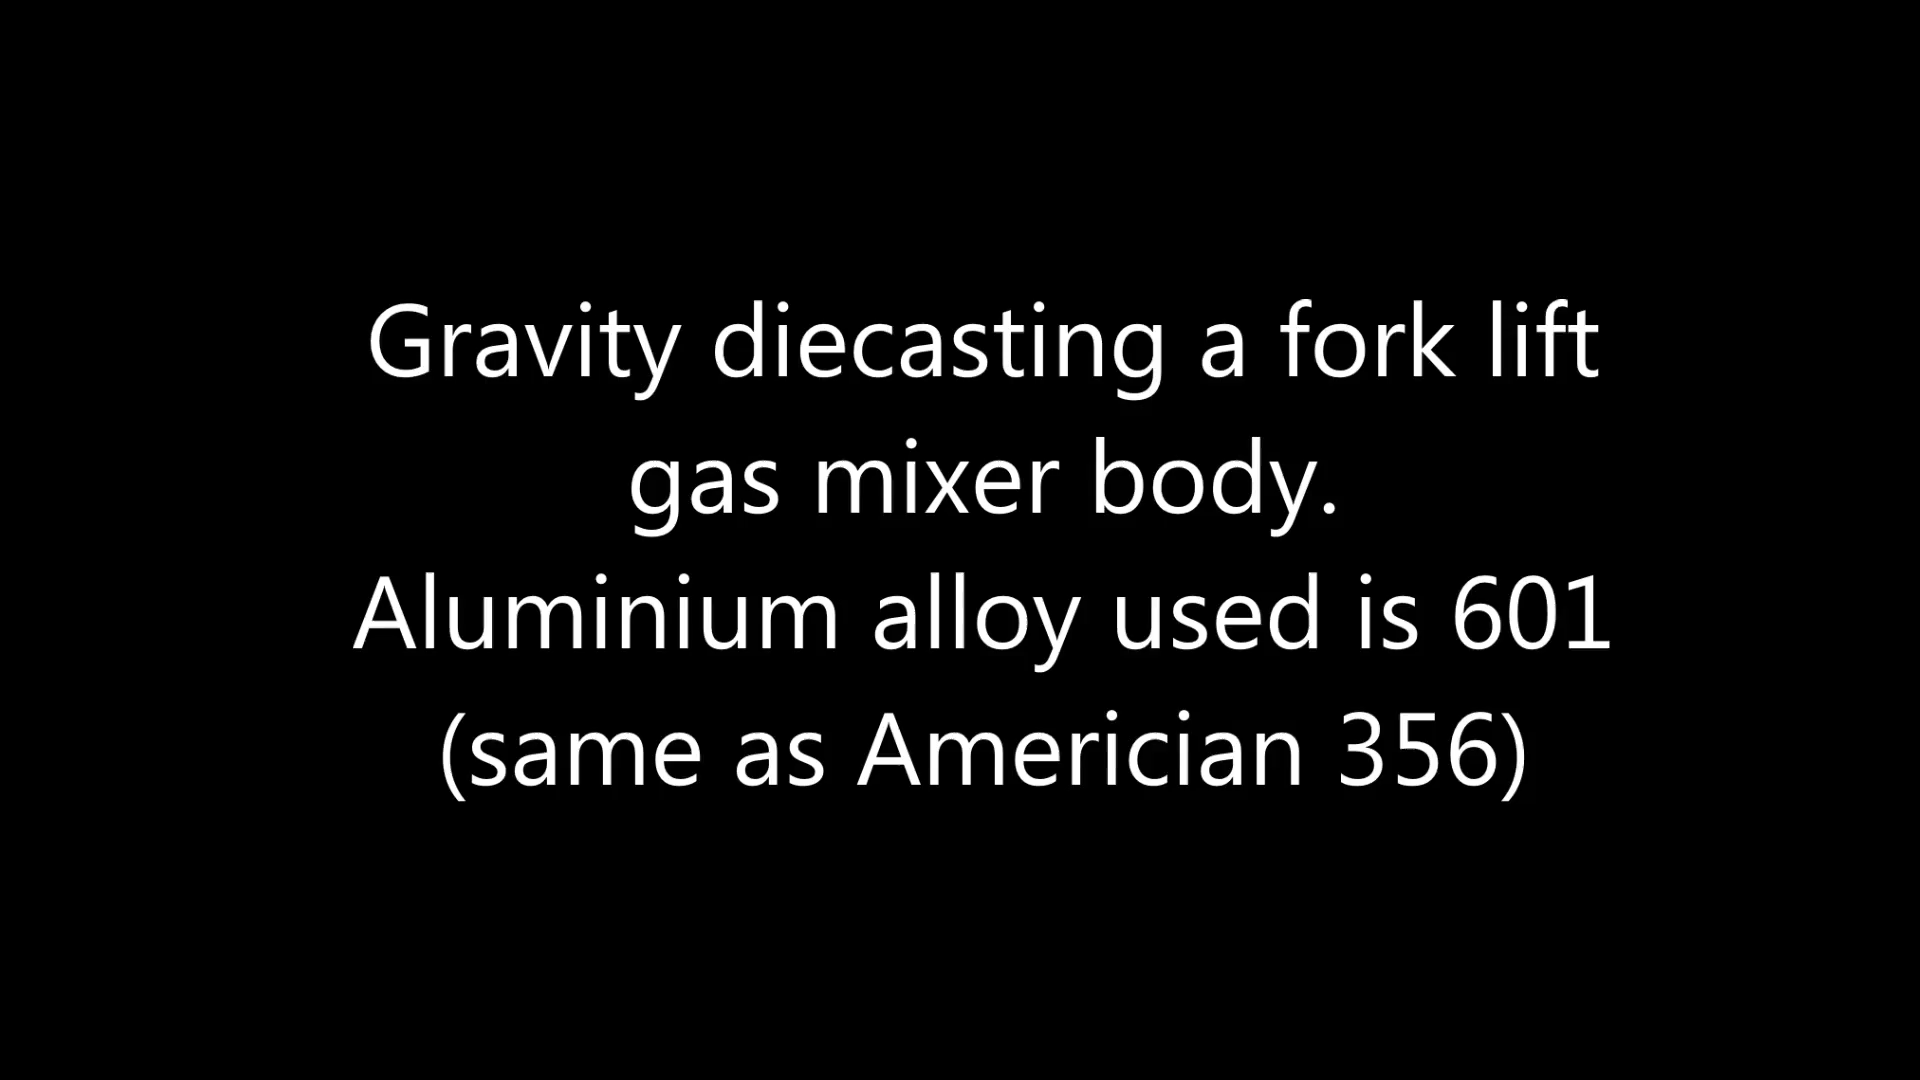 Gravity diecasting a fork lift
gas mixer body.
Aluminium alloy used is 601
(same as Americian 356)